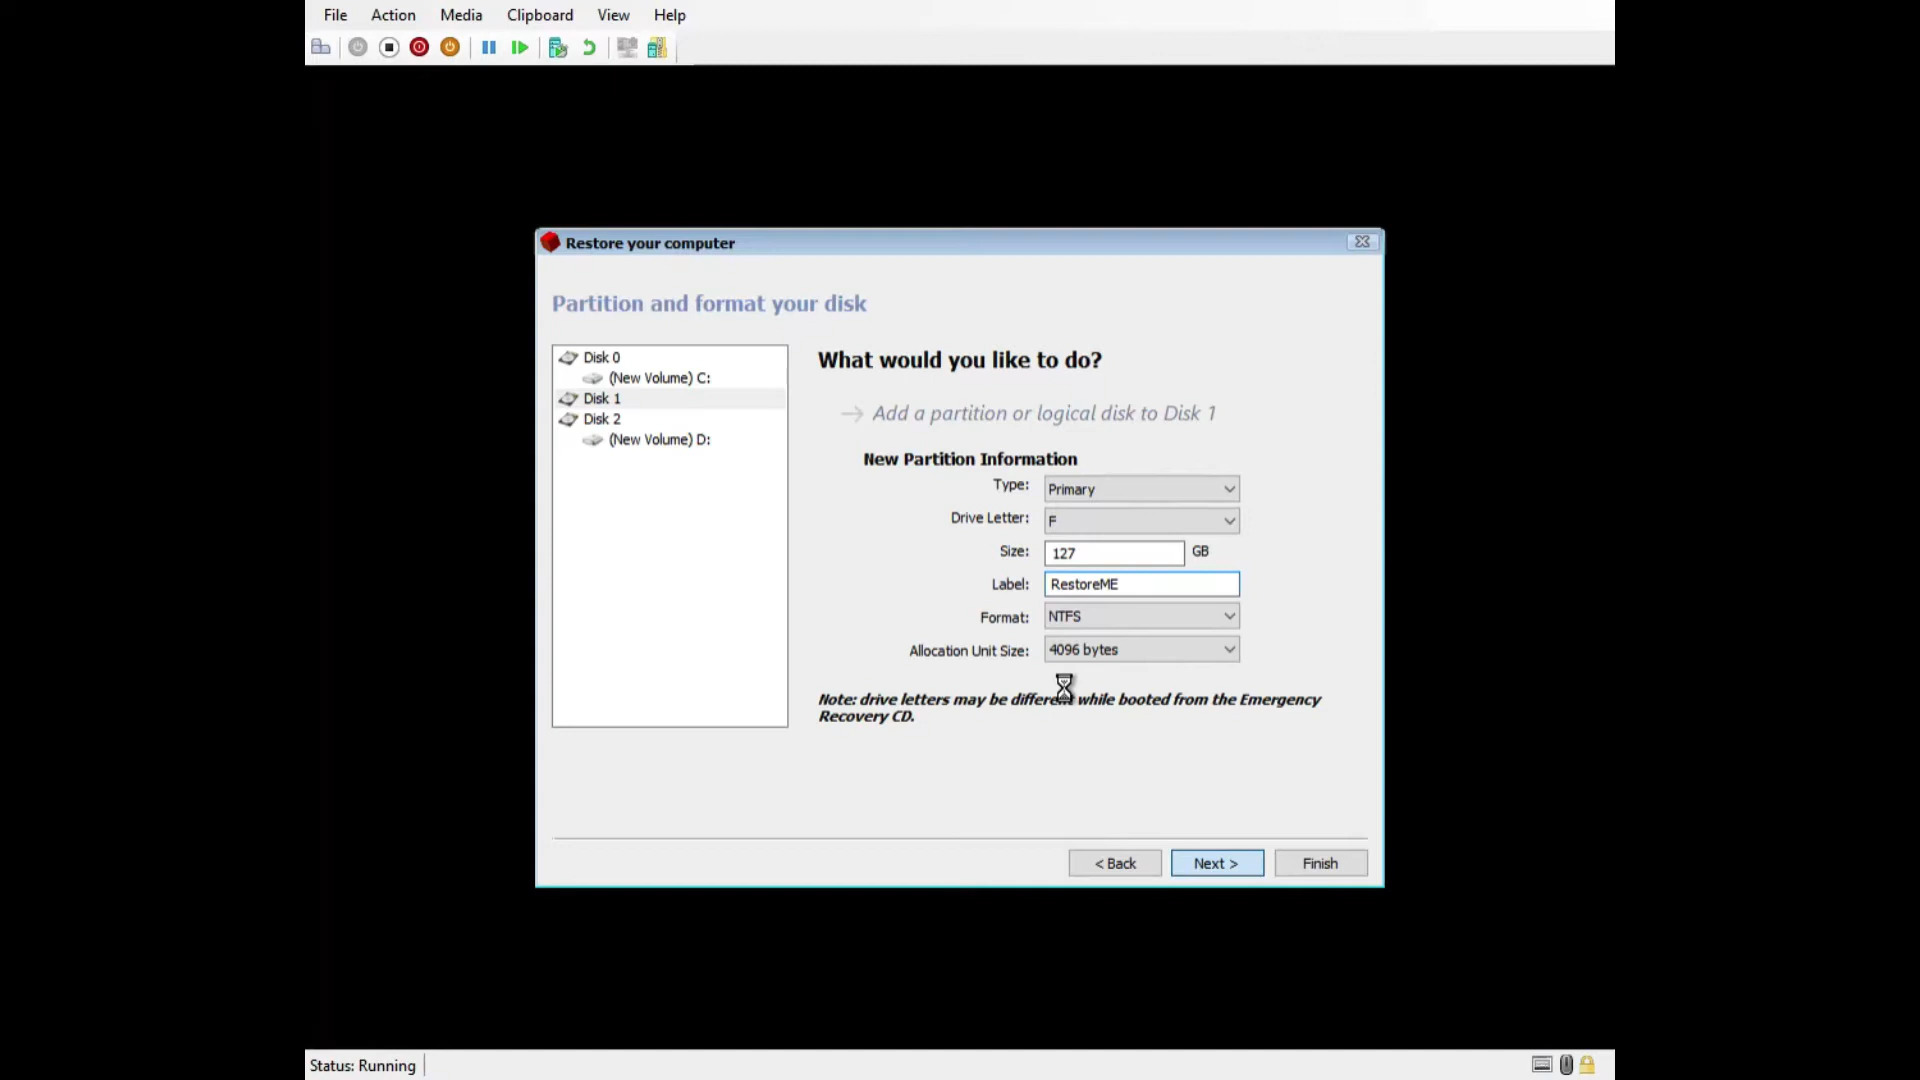 File Action Media Clipboard View Help
Restore your computer
Partition and format your disk
Disk 0
(New Volume) C:
Disk 1
Disk 2
(New Volume) D:
What would you like to do?
Add a partition or logical disk to Disk 1
New Partition Information
Type: Primary
Drive Letter: F
Size: 127 GB
Label: RestoreME
Format: NTFS
Allocation Unit Size: 4096 bytes
Note: drive letters may be different while booted from the Emergency
Recovery CD.
< Back Next > Finish
Status: Running